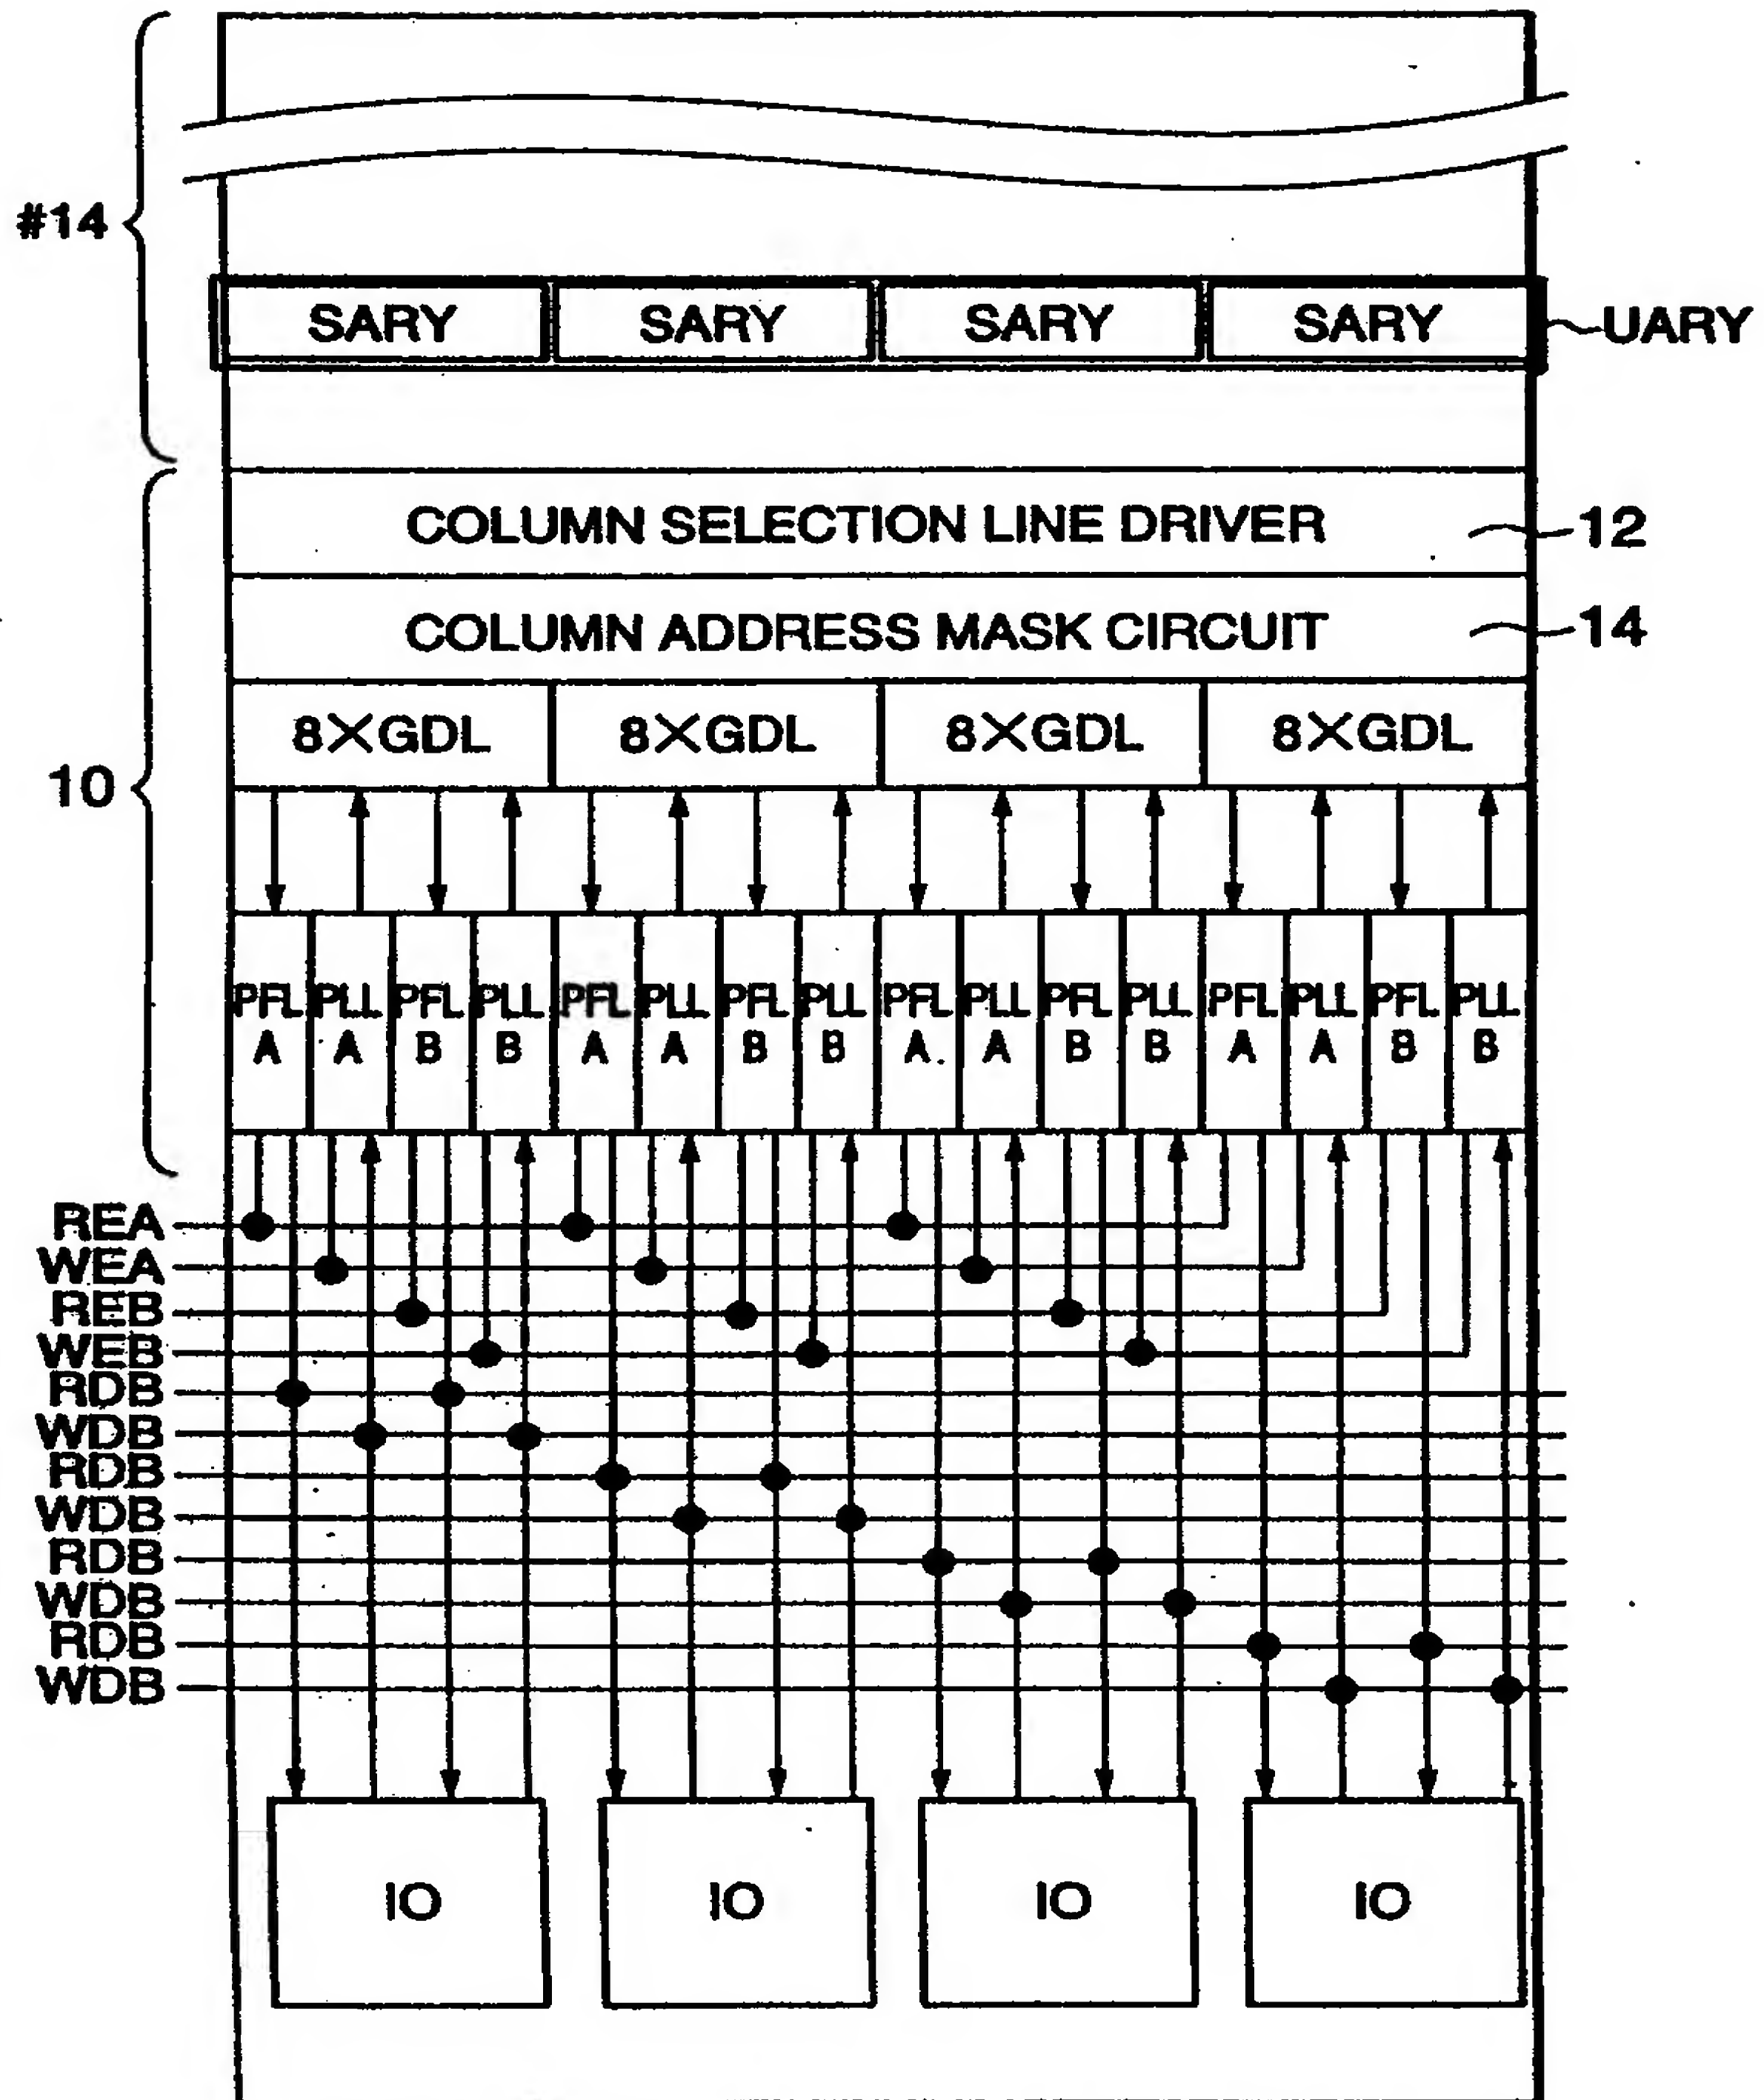 #14
SARY SARY SARY SARY UARY
COLUMN SELECTION LINE DRIVER 12
COLUMN ADDRESS MASK CIRCUIT 14
8×GDL 8×GDL 8×GDL 8×GDL
10
PFL PLL PFL PLL PFL PLL PFL PLL PFL PLL PFL PLL PFL PLL PFL PLL
A A B B A A B B A A B B A A B B
REA
WEA
REB
WEB
RDB
WDB
RDB
WDB
RDB
WDB
RDB
WDB
IO IO IO IO